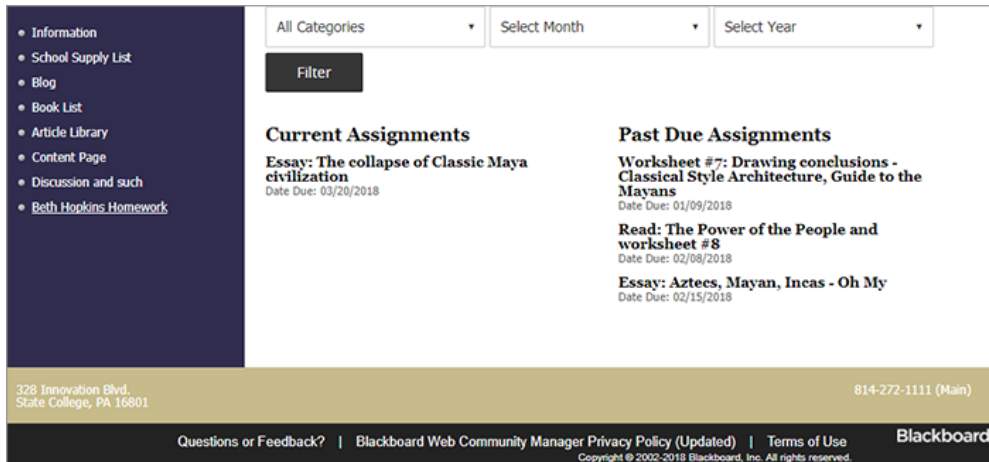 Information
School Supply List
Blog
Book List
Article Library
Content Page
Discussion and such
Beth Hopkins Homework
All Categories
Select Month
Select Year
Filter
Current Assignments
Essay: The collapse of Classic Maya
civilization
Date Due: 03/20/2018
Past Due Assignments
Worksheet #7: Drawing conclusions -
Classical Style Architecture, Guide to the
Mayans
Date Due: 01/09/2018
Read: The Power of the People and
worksheet #8
Date Due: 02/08/2018
Essay: Aztecs, Mayan, Incas - Oh My
Date Due: 02/15/2018
328 Innovation Blvd.
State College, PA 16801
814-272-1111 (Main)
Questions or Feedback? | Blackboard Web Community Manager Privacy Policy (Updated) | Terms of Use
Blackboard
Copyright © 2002-2018 Blackboard, Inc. All rights reserved.